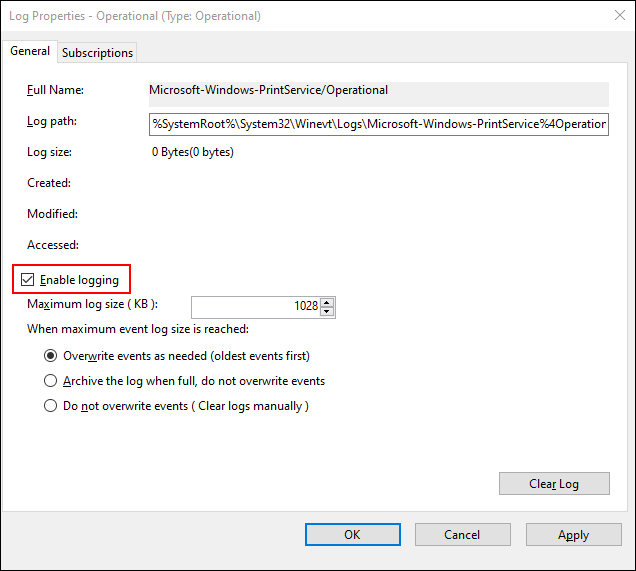 Log Properties - Operational (Type: Operational)
General
Subscriptions
Full Name:
Microsoft-Windows-PrintService/Operational
Log path:
%SystemRoot%\System32\Winevt\Logs\Microsoft-Windows-PrintService%4Operation
Log size:
0 Bytes(0 bytes)
Created:
Modified:
Accessed:
Enable logging
Maximum log size ( KB ):
1028
When maximum event log size is reached:
Overwrite events as needed (oldest events first)
Archive the log when full, do not overwrite events
Do not overwrite events ( Clear logs manually )
Clear Log
OK
Cancel
Apply